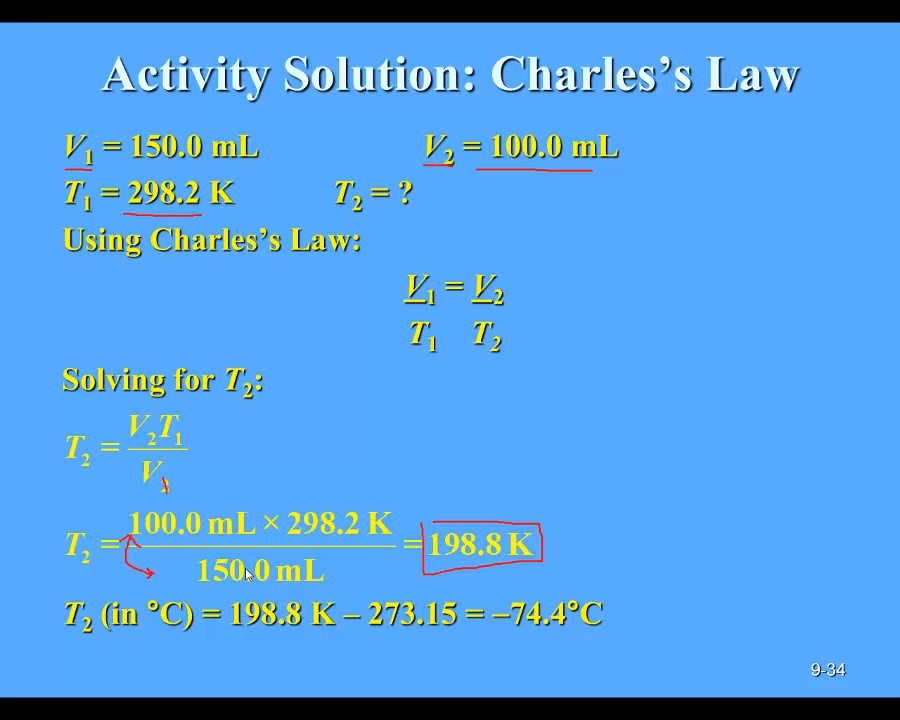 Activity Solution: Charles's Law
V₁ = 150.0 mL V₂ = 100.0 mL
T₁ = 298.2 K T₂ = ?
Using Charles's Law:
V₁ = V₂
T₁ T₂
Solving for T₂:
V₂T₁
T₂ =
V₂
100.0 mL × 298.2 K
T₂ = = 198.8 K
150.0 mL
T₂ (in °C) = 198.8 K – 273.15 = –74.4°C
9-34